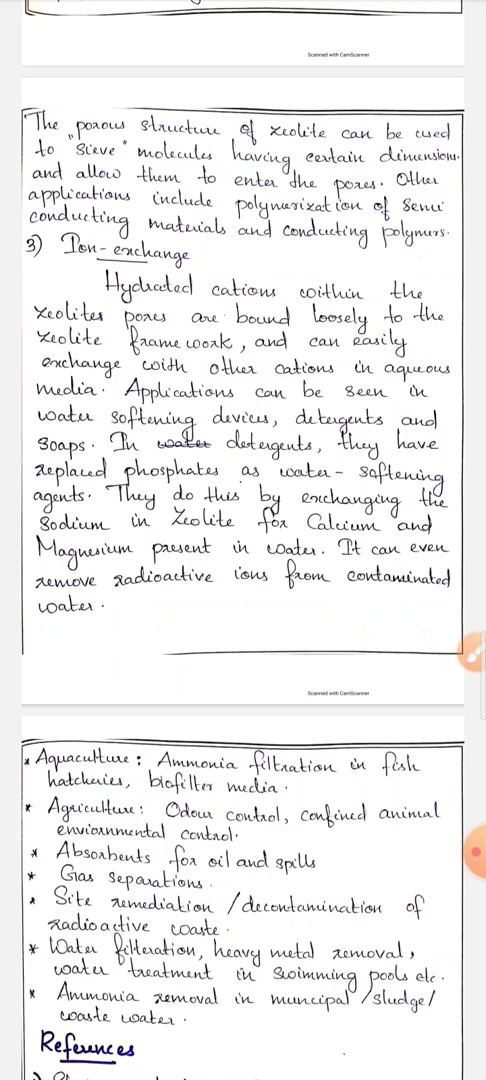 Scanned with CamScanner
The "porous structure of zeolite can be used
to "sieve" molecules having certain dimensions
and allow them to enter the pores. Other
applications include polymerization of semi
conducting materials and conducting polymers.
3) Ion-exchange
Hydrated cations within the
zeolites pores are bound loosely to the
zeolite framework, and can easily
exchange with other cations in aqueous
media. Applications can be seen in
water softening devices, detergents and
soaps. In water detergents, they have
replaced phosphates as water-softening
agents. They do this by exchanging the
Sodium in Zeolite for Calcium and
Magnesium present in water. It can even
remove radioactive ions from contaminated
water.
Scanned with CamScanner
* Aquaculture: Ammonia filtration in fish
hatcheries, biofilter media.
* Agriculture: Odour control, confined animal
enviornmental control.
* Absorbents for oil and spills
* Gas separations.
* Site remediation/decontamination of
radioactive waste.
* Water filteration, heavy metal removal,
water treatment in swimming pools etc.
* Ammonia removal in muncipal/sludge/
waste water.
References